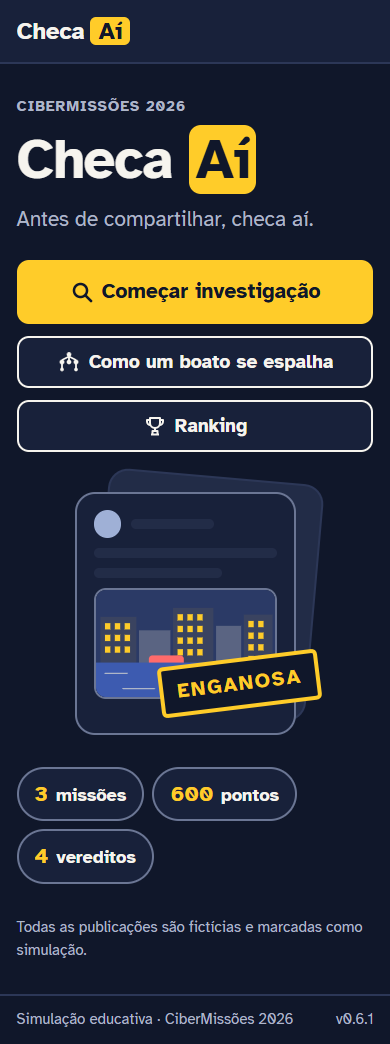 Checa Aí
CIBERMISSÕES 2026
Checa Aí
Antes de compartilhar, checa aí.
Começar investigação
Como um boato se espalha
Ranking
ENGANOSA
3 missões
600 pontos
4 vereditos
Todas as publicações são fictícias e marcadas como
simulação.
Simulação educativa · CiberMissões 2026
v0.6.1